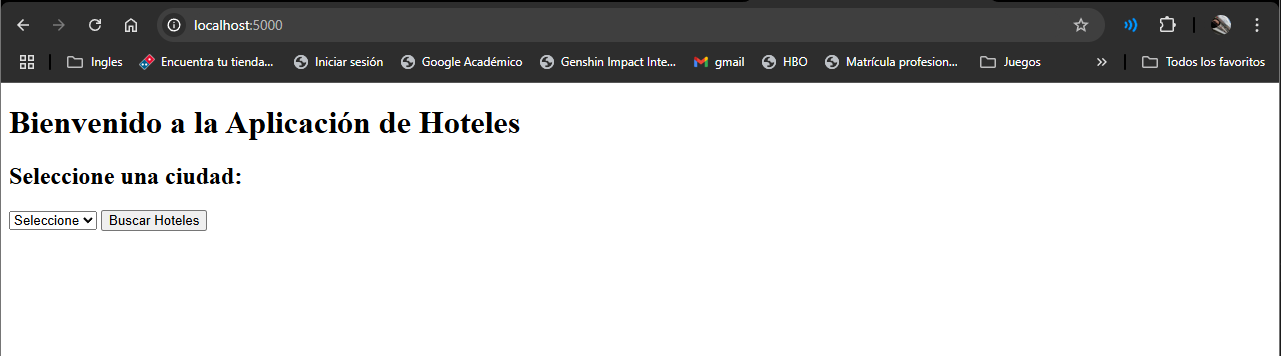 localhost:5000
Ingles Encuentra tu tienda... Iniciar sesión Google Académico Genshin Impact Inte... gmail HBO Matrícula profesion... Juegos » Todos los favoritos
Bienvenido a la Aplicación de Hoteles
Seleccione una ciudad:
Seleccione Buscar Hoteles